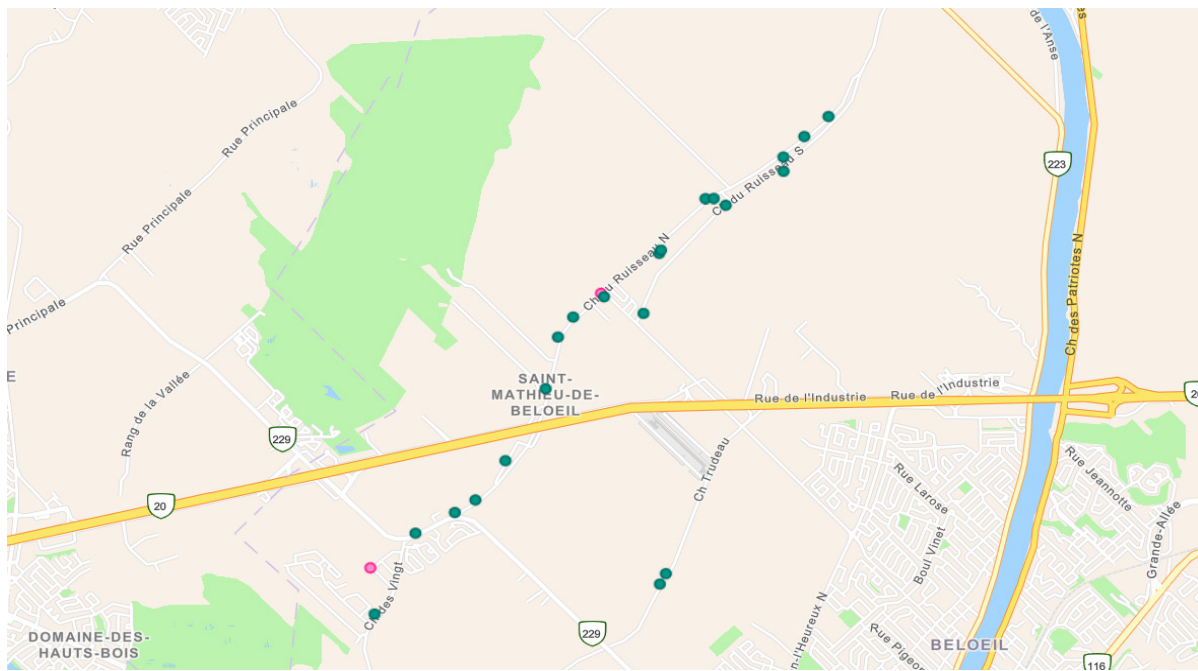 de l'Anse
Rue Principale
Rue Principale
Principale
Ch du Ruisseau S
Ch du Ruisseau N
223
Ch des Patriotes N
Rang de la Vallée
SAINT-
MATHIEU-DE-
BELOEIL
Rue de l'Industrie
Rue de l'Industrie
229
20
Ch Trudeau
Rue Larose
Rue Jeannotte
Boul Vinet
Grande-Allée
Ch des Vingt
229
DOMAINE-DES-
HAUTS-BOIS
BELOEIL
116